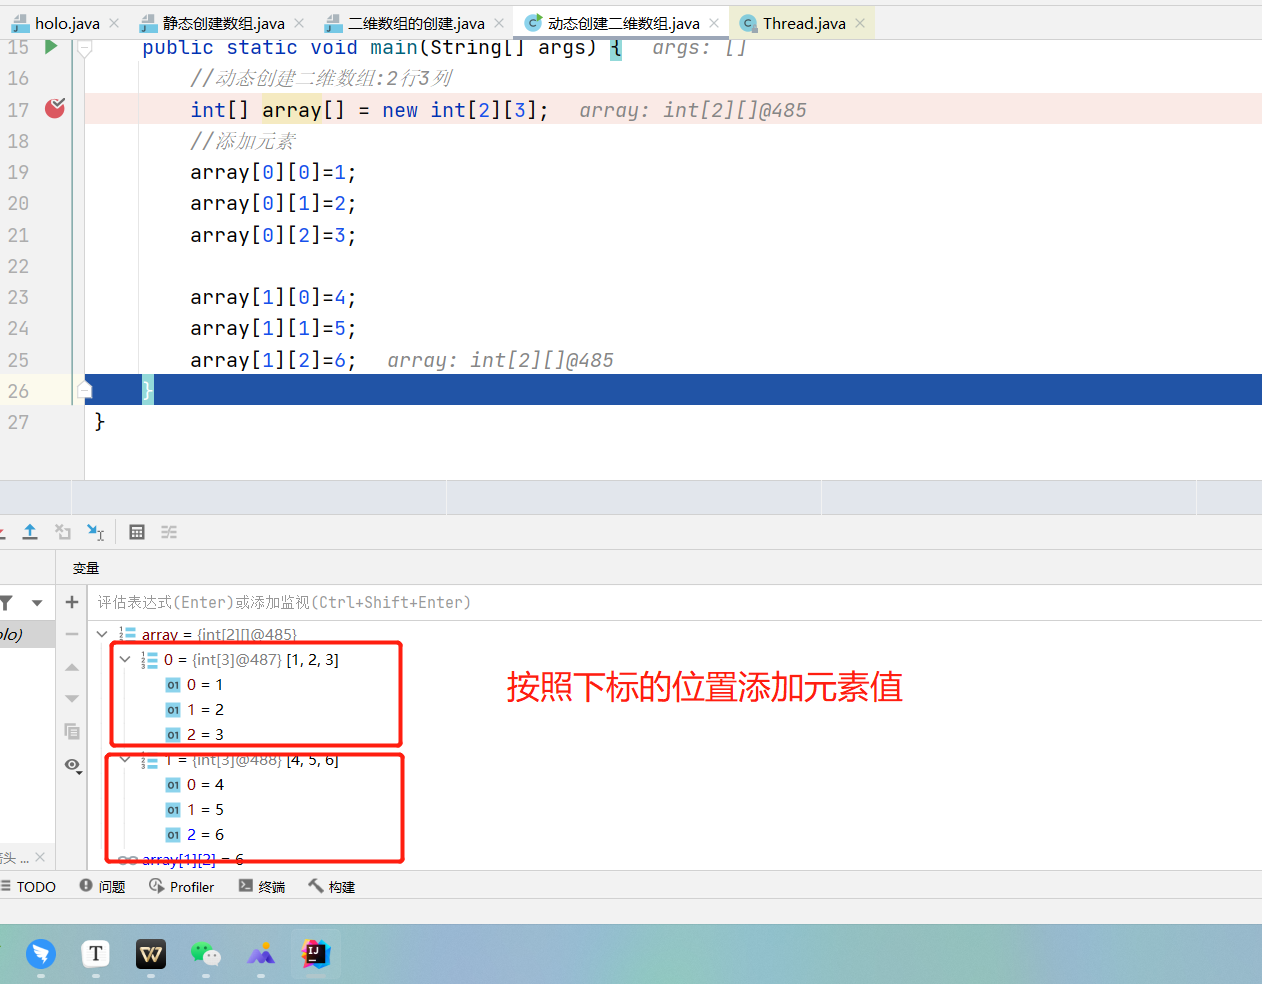 holo.java 静态创建数组.java 二维数组的创建.java 动态创建二维数组.java Thread.java
15 public static void main(String[] args) { args: []
16 //动态创建二维数组:2行3列
17 int[] array[] = new int[2][3]; array: int[2][]@485
18 //添加元素
19 array[0][0]=1;
20 array[0][1]=2;
21 array[0][2]=3;
22
23 array[1][0]=4;
24 array[1][1]=5;
25 array[1][2]=6; array: int[2][]@485
26 }
27 }
变量
评估表达式(Enter)或添加监视(Ctrl+Shift+Enter)
olo)
array = {int[2][]@485}
0 = {int[3]@487} [1, 2, 3]
0 = 1
1 = 2
2 = 3
按照下标的位置添加元素值
1 = {int[3]@488} [4, 5, 6]
0 = 4
1 = 5
2 = 6
头 ...
array[1][2] = 6
TODO 问题 Profiler 终端 构建